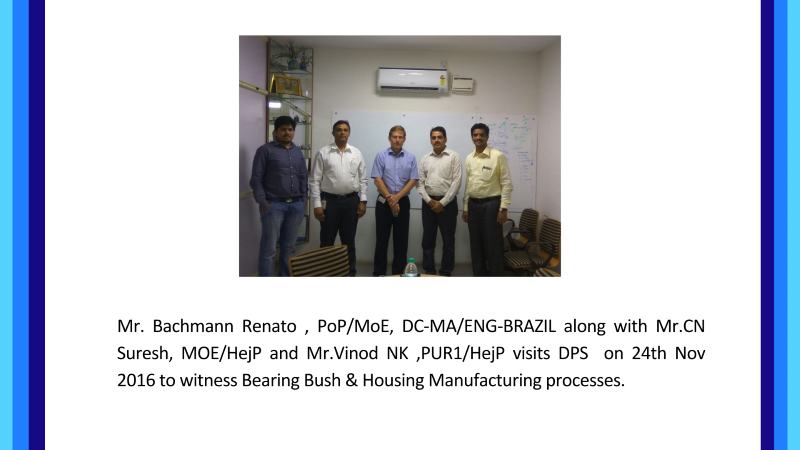 Mr. Bachmann Renato , PoP/MoE, DC-MA/ENG-BRAZIL along with Mr.CN
Suresh, MOE/HejP and Mr.Vinod NK ,PUR1/HejP visits DPS  on 24th Nov
2016 to witness Bearing Bush & Housing Manufacturing processes.